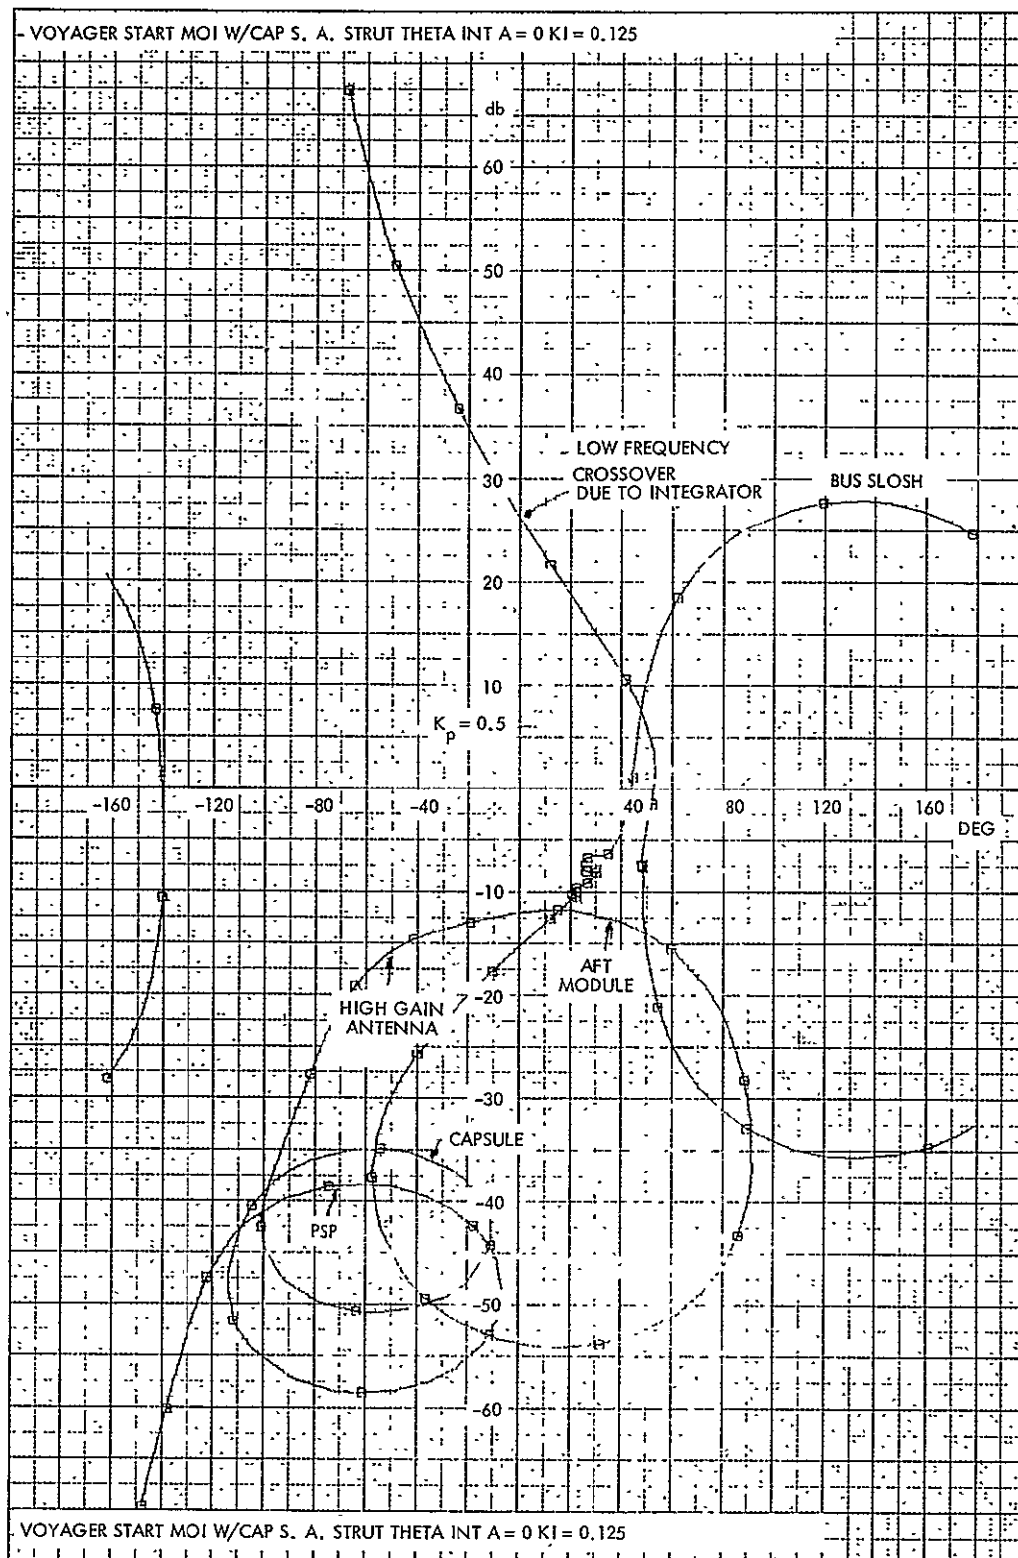 VOYAGER START MOI W/CAP S. A. STRUT THETA INT A = 0 KI = 0.125
db
60
50
40
LOW FREQUENCY
CROSSOVER
DUE TO INTEGRATOR
30
BUS SLOSH
20
10
Kp = 0.5
-160 -120 -80 -40 40 80 120 160
DEG
-10
AFT
MODULE
HIGH GAIN
ANTENNA
-20
-30
CAPSULE
-40
PSP
-50
-60
VOYAGER START MOI W/CAP S. A. STRUT THETA INT A = 0 KI = 0.125